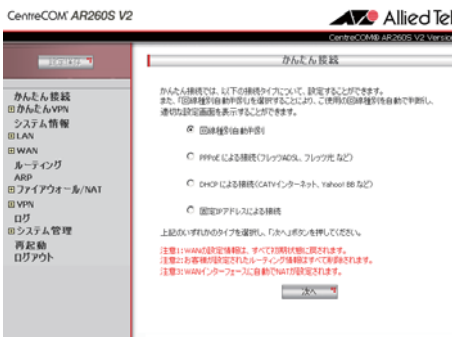 CentreCOM AR260S V2
Allied Tel
CentreCOM® AR260S V2 Versio
かんたん接続
かんたん接続
かんたんVPN
システム情報
LAN
WAN
ルーティング
ARP
ファイアウォール/NAT
VPN
ログ
システム管理
再起動
ログアウト
かんたん接続では、以下の接続タイプについて、設定することができます。
また、「回線種別自動判別」を選択することにより、ご使用の回線種別を自動で判断し、
適切な設定画面を表示することができます。
回線種別自動判別
PPPoEによる接続(フレッツADSL、フレッツ光 など)
DHCPによる接続(CATVインターネット、Yahoo! BB など)
固定IPアドレスによる接続
上記のいずれかのタイプを選択し、「次へ」ボタンを押してください。
注意1:WANの設定情報は、すべて初期状態に戻されます。
注意2:お客様が設定されたルーティング情報はすべて削除されます。
注意3:WANインターフェースに自動でNATが設定されます。
次へ